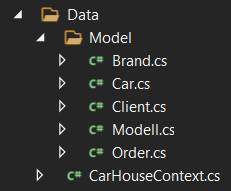 Data
Model
C# Brand.cs
C# Car.cs
C# Client.cs
C# Modell.cs
C# Order.cs
C# CarHouseContext.cs